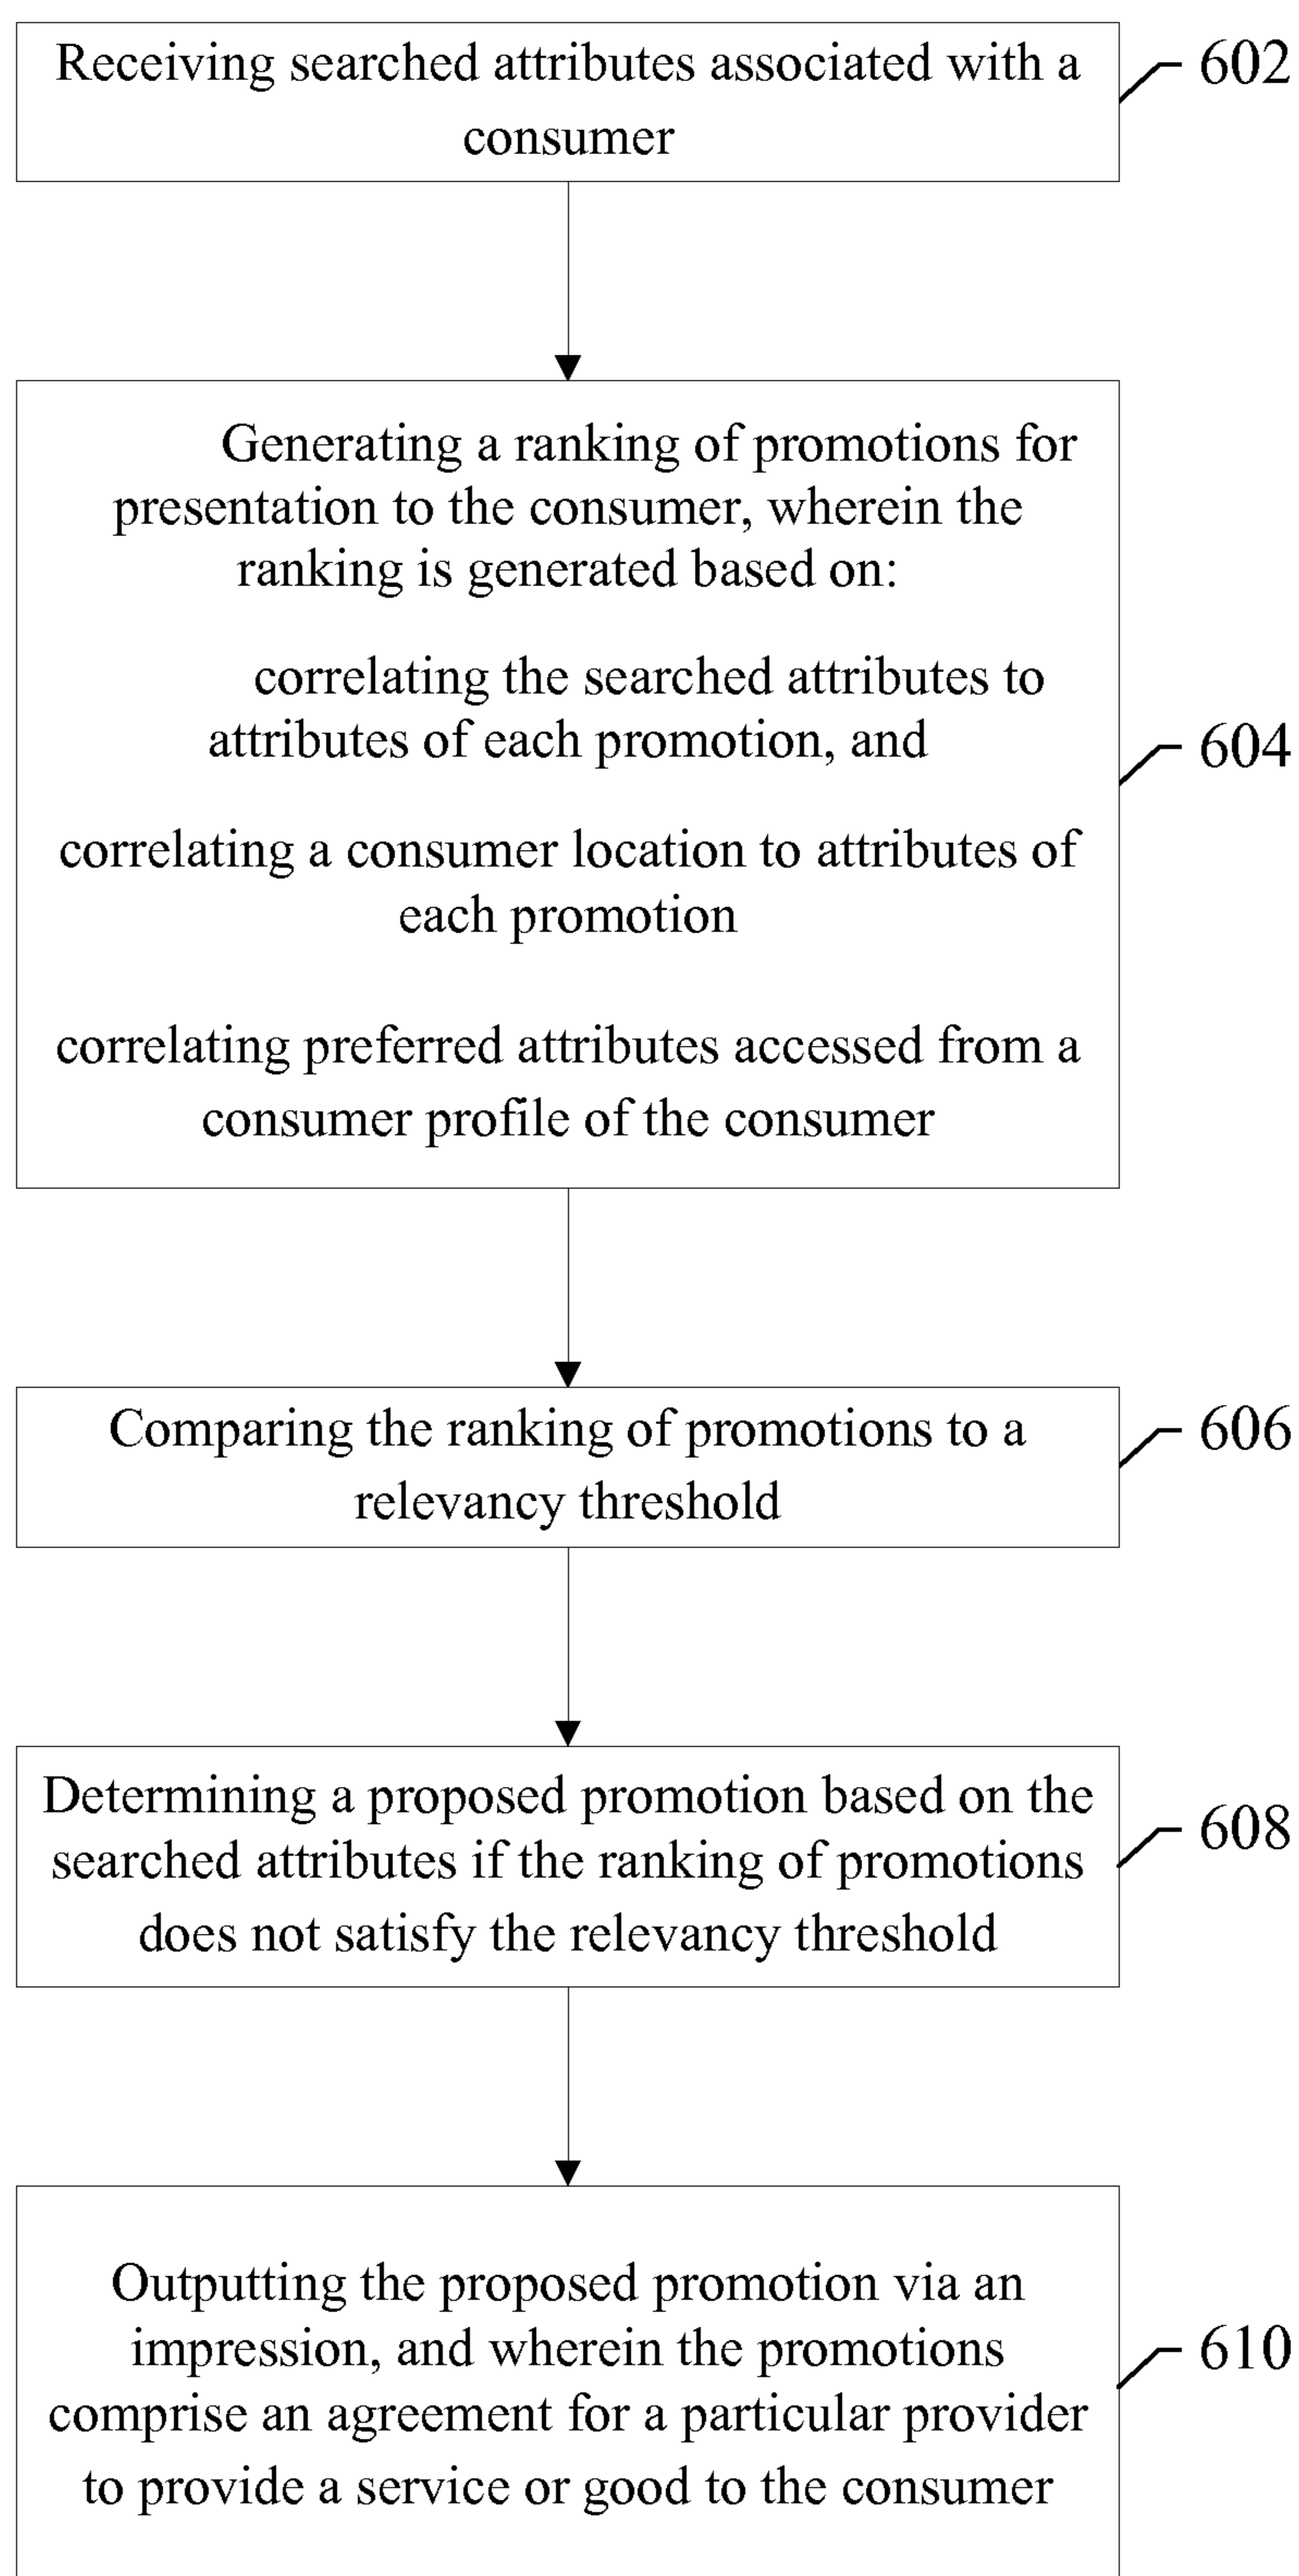 Receiving searched attributes associated with a
consumer
602
Generating a ranking of promotions for
presentation to the consumer, wherein the
ranking is generated based on:
correlating the searched attributes to
attributes of each promotion, and
correlating a consumer location to attributes of
each promotion
correlating preferred attributes accessed from a
consumer profile of the consumer
604
Comparing the ranking of promotions to a
relevancy threshold
606
Determining a proposed promotion based on the
searched attributes if the ranking of promotions
does not satisfy the relevancy threshold
608
Outputting the proposed promotion via an
impression, and wherein the promotions
comprise an agreement for a particular provider
to provide a service or good to the consumer
610